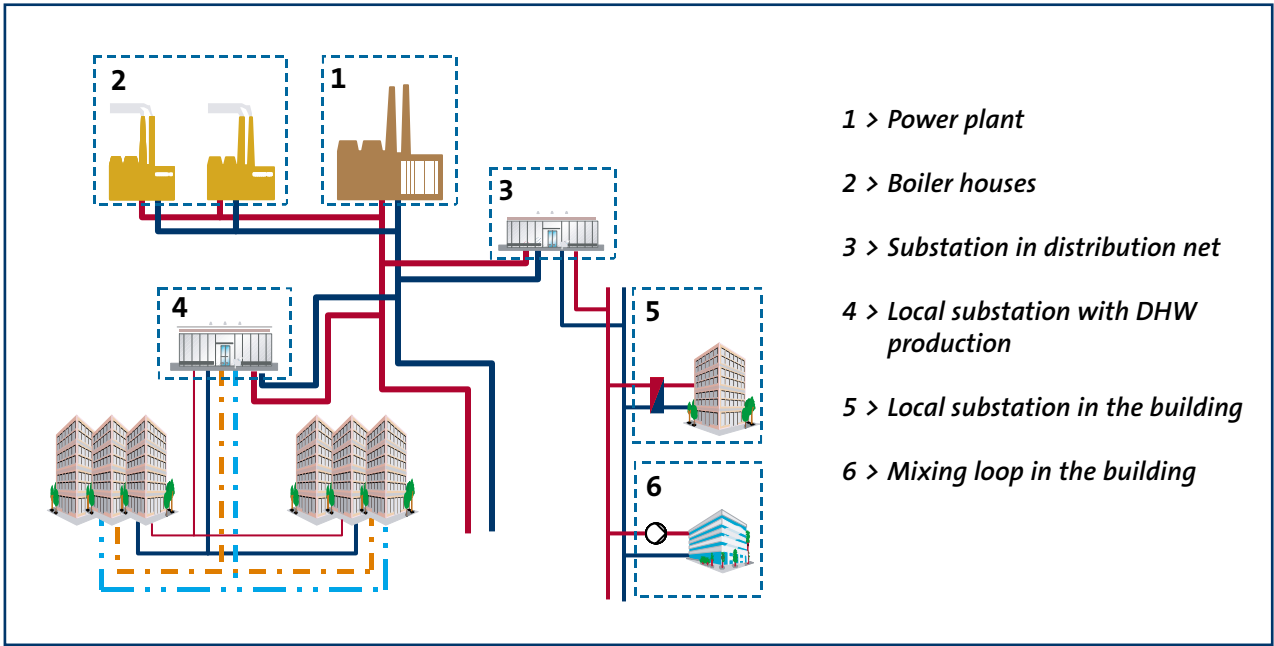 2
1
3
4
5
6
1 > Power plant
2 > Boiler houses
3 > Substation in distribution net
4 > Local substation with DHW
production
5 > Local substation in the building
6 > Mixing loop in the building